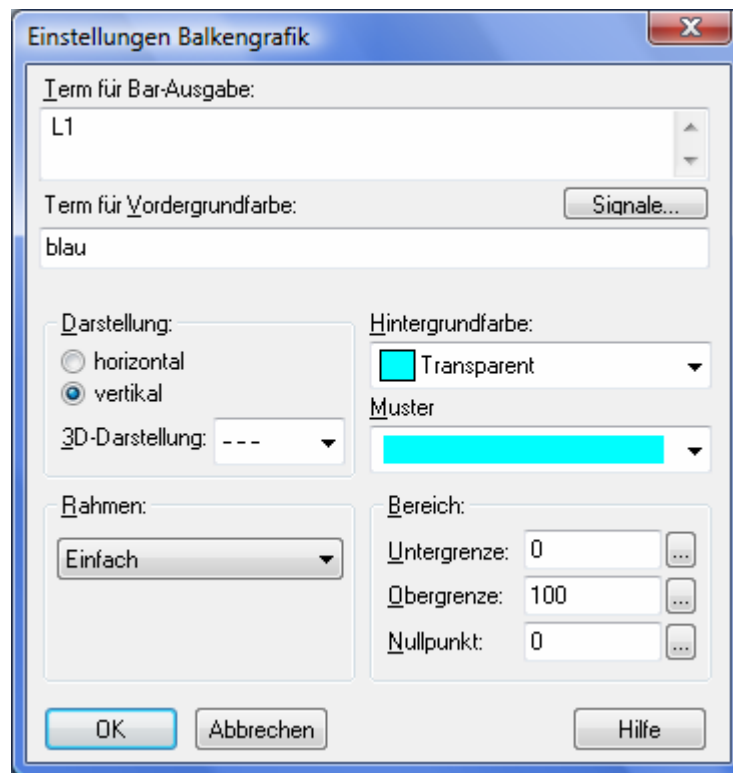 Einstellungen Balkengrafik
Term für Bar-Ausgabe:
L1
Term für Vordergrundfarbe:
Signale...
blau
Darstellung:
horizontal
vertikal
3D-Darstellung: ---
Hintergrundfarbe:
Transparent
Muster
Rahmen:
Einfach
Bereich:
Untergrenze: 0 ...
Obergrenze: 100 ...
Nullpunkt: 0 ...
OK Abbrechen Hilfe